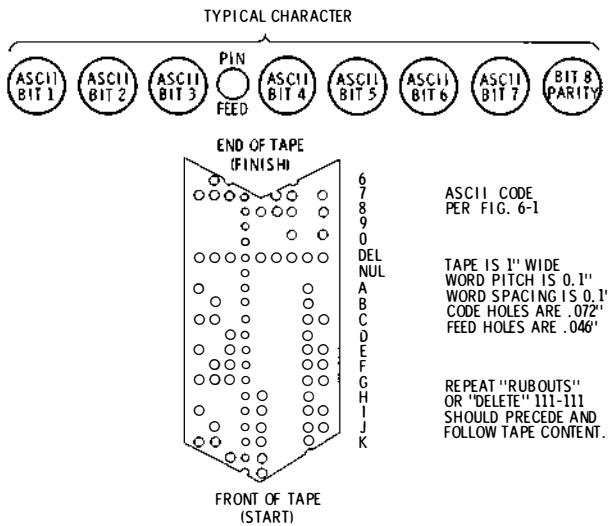 TYPICAL CHARACTER
ASCII BIT 1
ASCII BIT 2
ASCII BIT 3
PIN FEED
ASCII BIT 4
ASCII BIT 5
ASCII BIT 6
ASCII BIT 7
BIT 8 PARITY
END OF TAPE
(FINISH)
6
7
8
9
0
DEL
NUL
A
B
C
D
E
F
G
H
I
J
K
ASCII CODE
PER FIG. 6-1
TAPE IS 1" WIDE
WORD PITCH IS 0.1"
WORD SPACING IS 0.1"
CODE HOLES ARE .072"
FEED HOLES ARE .046"
REPEAT "RUBOUTS"
OR "DELETE" 111-111
SHOULD PRECEDE AND
FOLLOW TAPE CONTENT.
FRONT OF TAPE
(START)